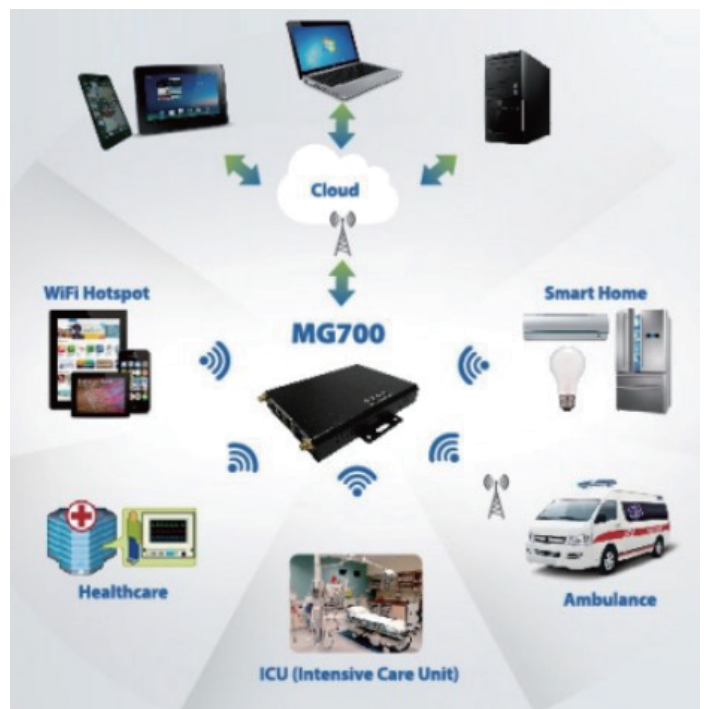 Cloud
WiFi Hotspot
Smart Home
MG700
Healthcare
Ambulance
ICU (Intensive Care Unit)